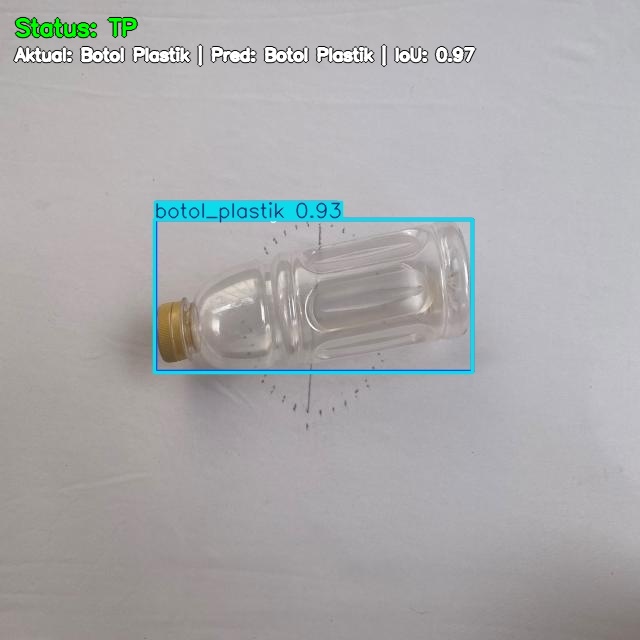 Status: TP
Aktual: Botol Plastik | Pred: Botol Plastik | IoU: 0.97
botol_plastik 0.93